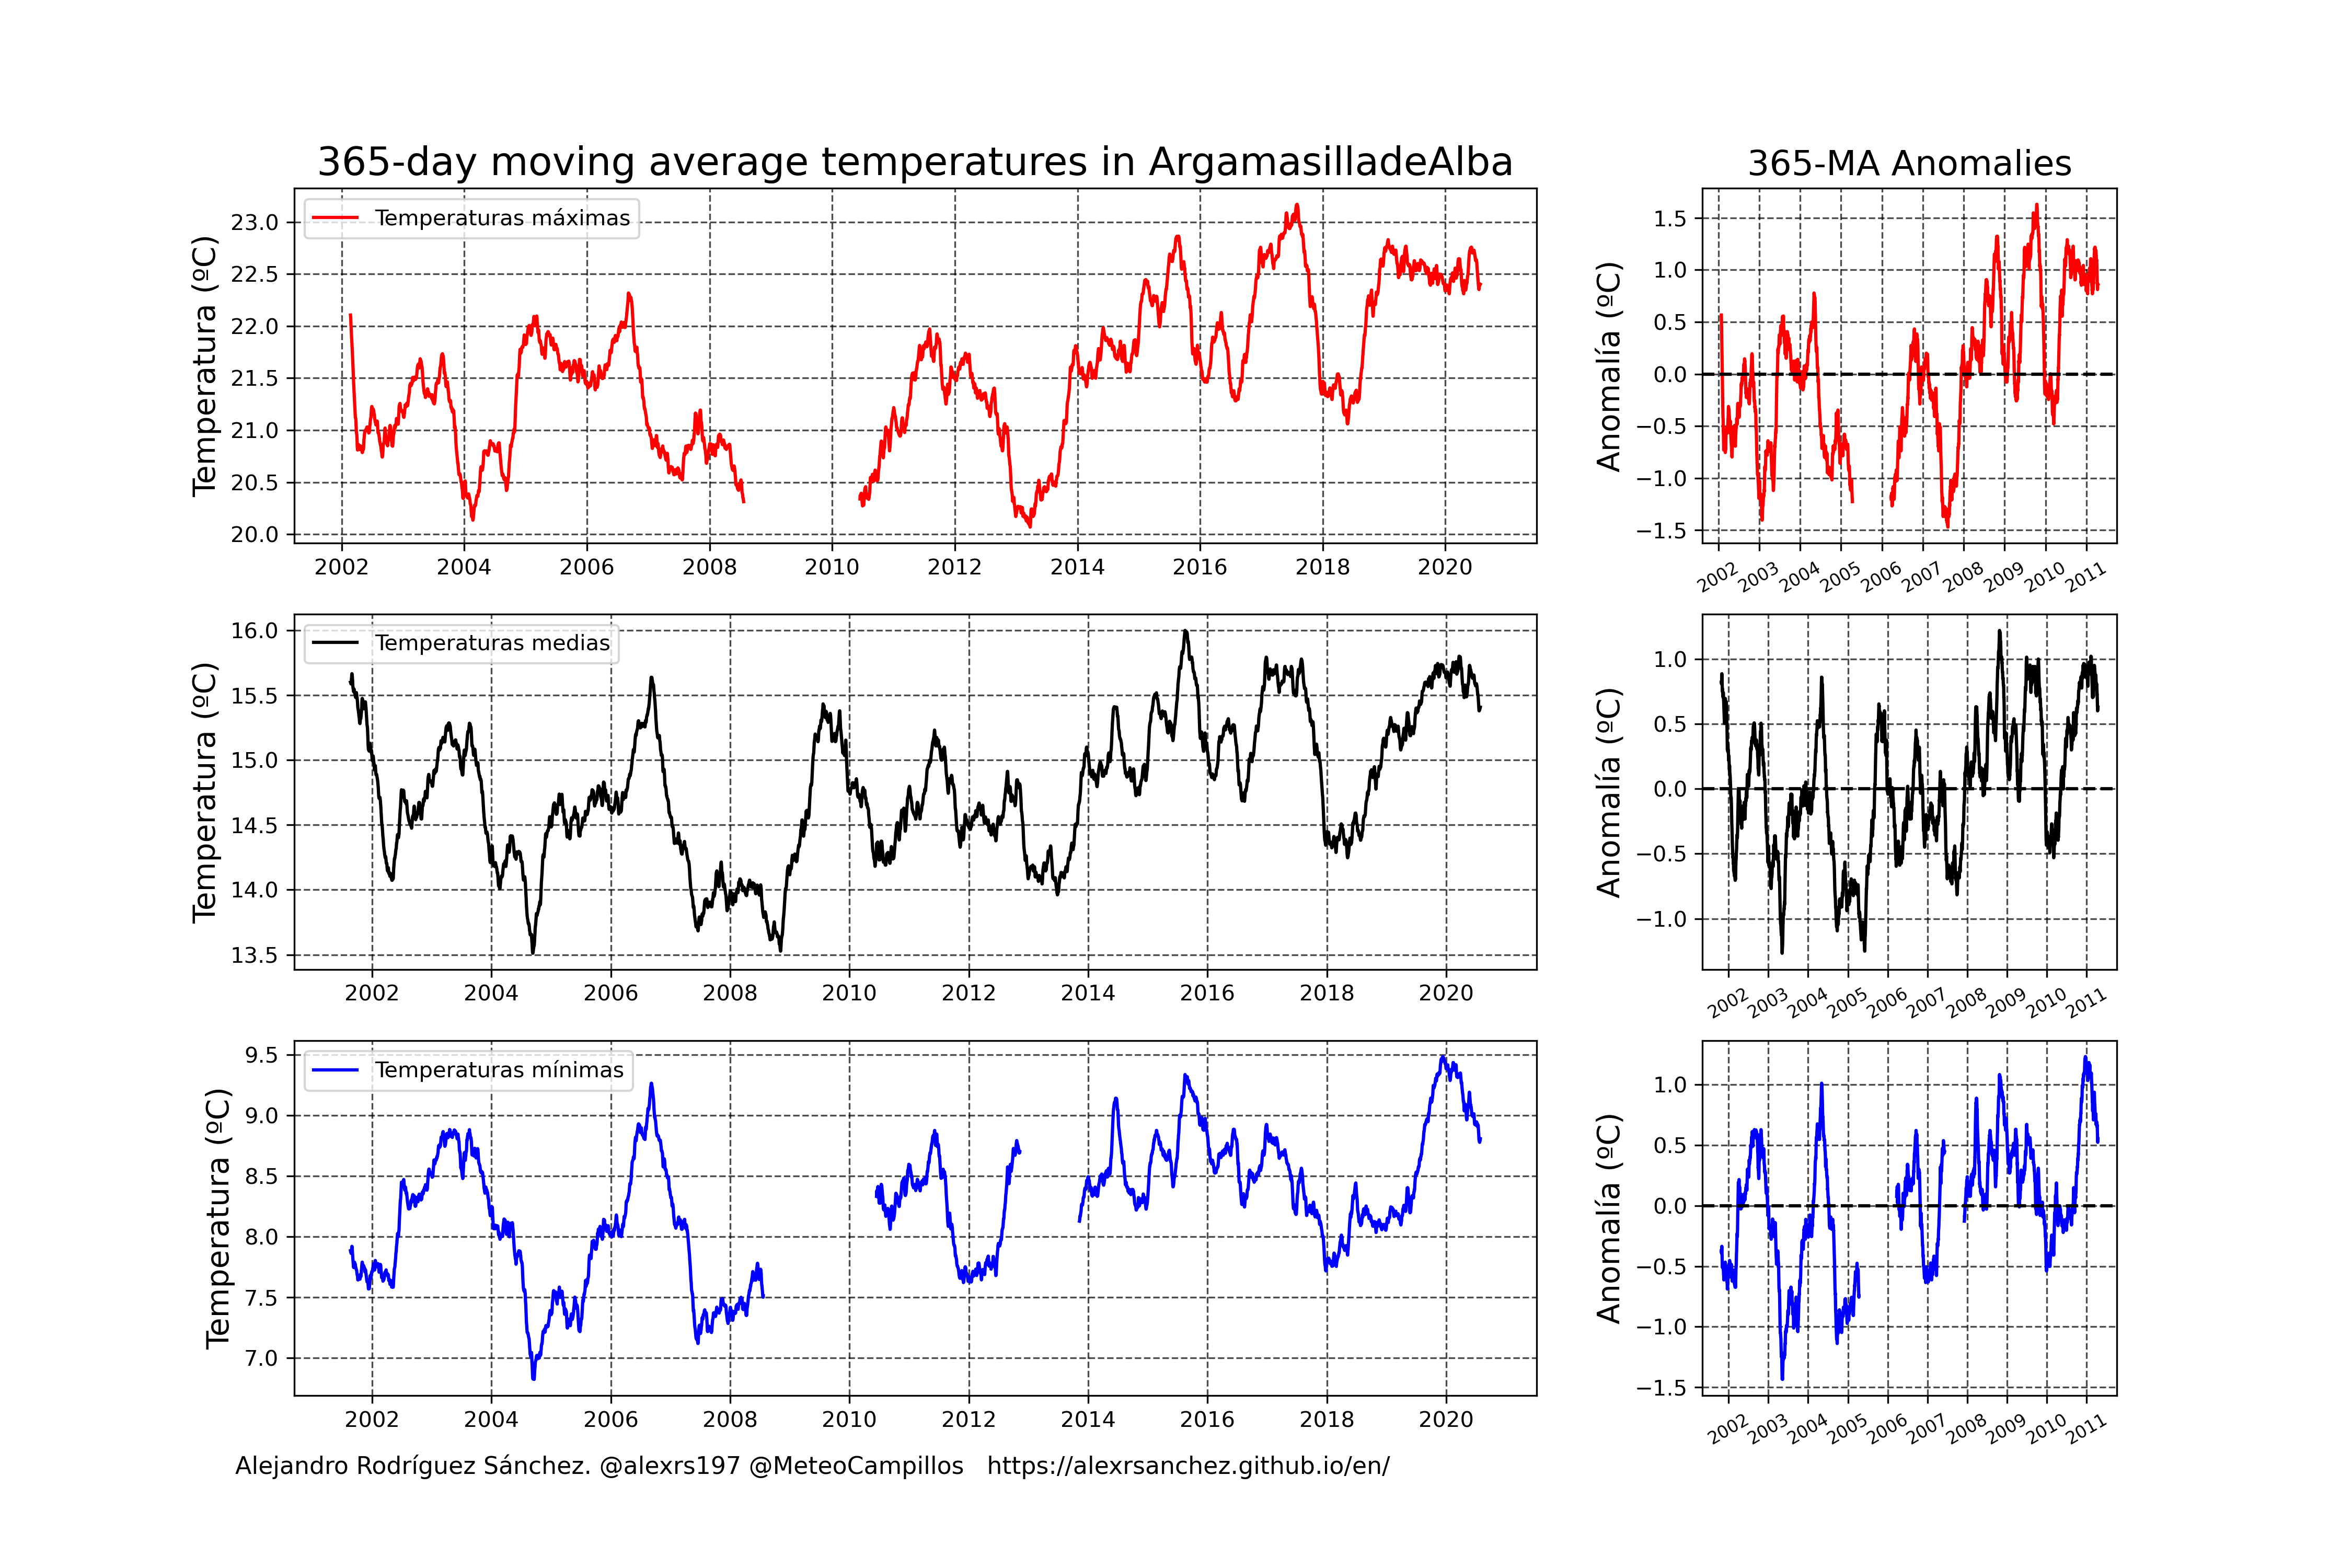 365-day moving average temperatures in ArgamasilladeAlba
365-MA Anomalies
Temperaturas máximas
Temperatura (ºC)
23.0
22.5
22.0
21.5
21.0
20.5
20.0
2002 2004 2006 2008 2010 2012 2014 2016 2018 2020
Anomalía (ºC)
1.5
1.0
0.5
0.0
−0.5
−1.0
−1.5
2002 2003 2004 2005 2006 2007 2008 2009 2010 2011
Temperaturas medias
Temperatura (ºC)
16.0
15.5
15.0
14.5
14.0
13.5
2002 2004 2006 2008 2010 2012 2014 2016 2018 2020
Anomalía (ºC)
1.0
0.5
0.0
−0.5
−1.0
2002 2003 2004 2005 2006 2007 2008 2009 2010 2011
Temperaturas mínimas
Temperatura (ºC)
9.5
9.0
8.5
8.0
7.5
7.0
2002 2004 2006 2008 2010 2012 2014 2016 2018 2020
Anomalía (ºC)
1.0
0.5
0.0
−0.5
−1.0
−1.5
2002 2003 2004 2005 2006 2007 2008 2009 2010 2011
Alejandro Rodríguez Sánchez. @alexrs197 @MeteoCampillos https://alexrsanchez.github.io/en/